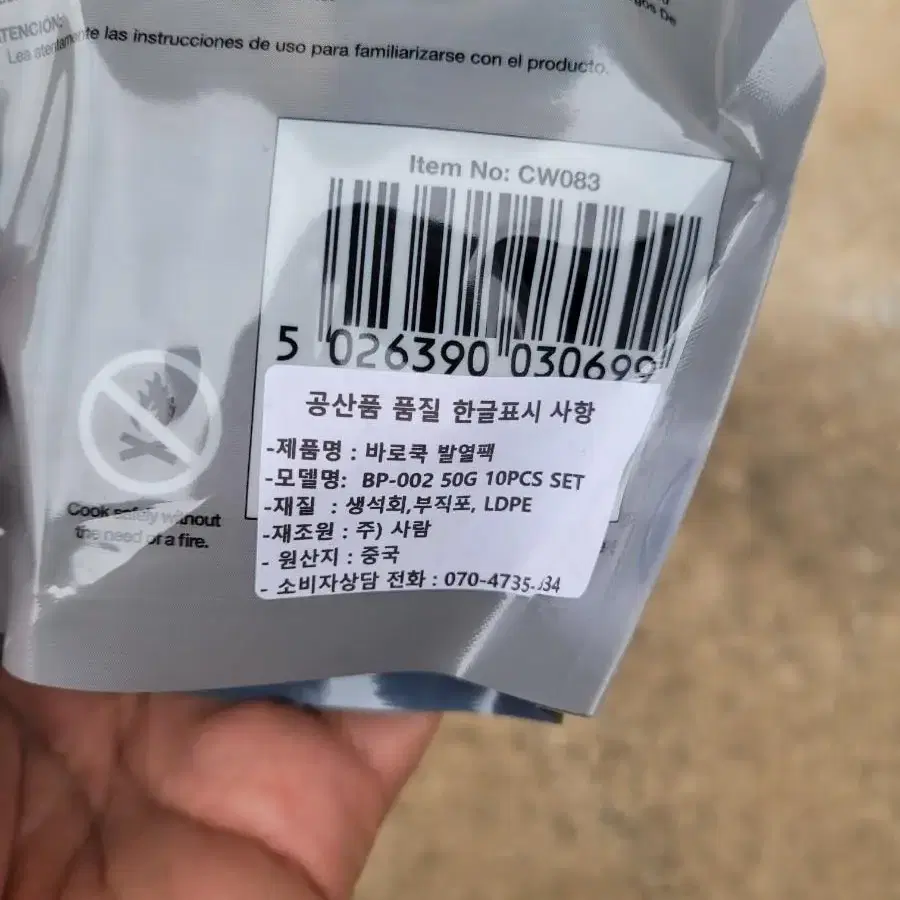 ATENCIÓN:
Lea atentamente las instrucciones de uso para familiarizarse con el producto.
Item No: CW083
5 026390 030699
공산품 품질 한글표시 사항
-제품명 : 바로쿡 발열팩
-모델명: BP-002 50G 10PCS SET
-재질 : 생석회,부직포, LDPE
-재조원 : 주) 사람
- 원산지 : 중국
- 소비자상담 전화 : 070-4735-
Cook safely without
the need for a fire.